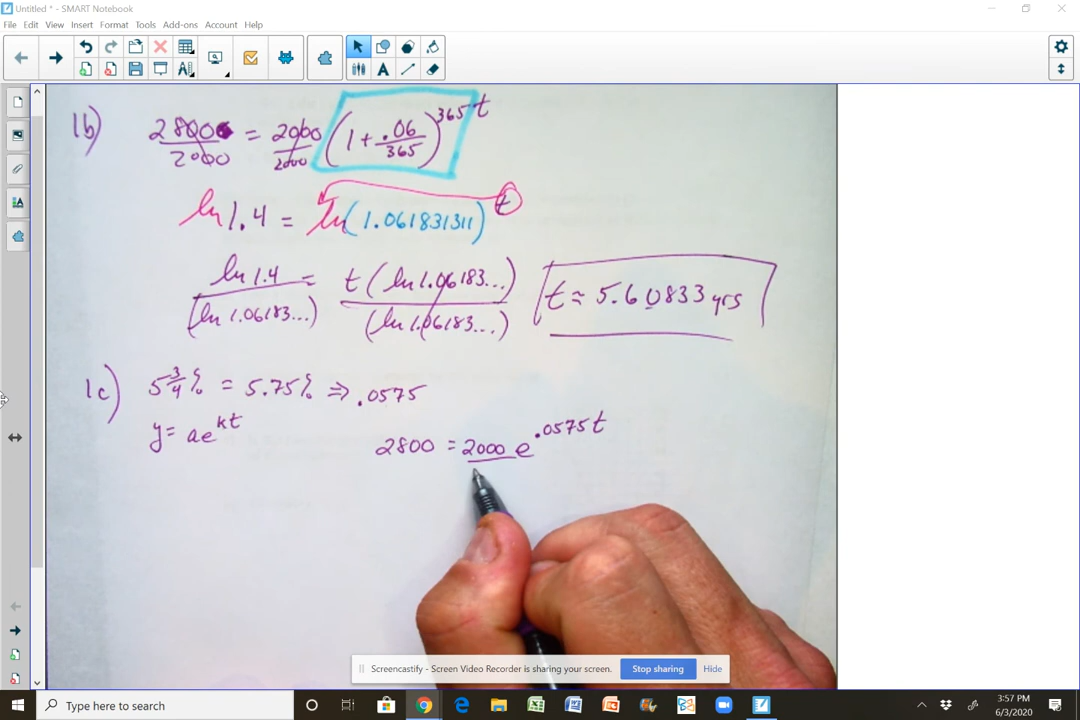 Untitled * - SMART Notebook
File Edit View Insert Format Tools Add-ons Account Help
1b)
28000 = 2000 (1 + .06/365)^365t
2000 2000
ln 1.4 = ln (1.061831311)^t
ln 1.4 = t (ln 1.06183...)
(ln 1.06183...) (ln 1.06183...)
t ≈ 5.60833 yrs
1c) 5 3/4 % = 5.75% ⇒ .0575
y = ae^kt
2800 = 2000 e^.0575t
Screencastify - Screen Video Recorder is sharing your screen. Stop sharing Hide
Type here to search
3:57 PM
6/3/2020